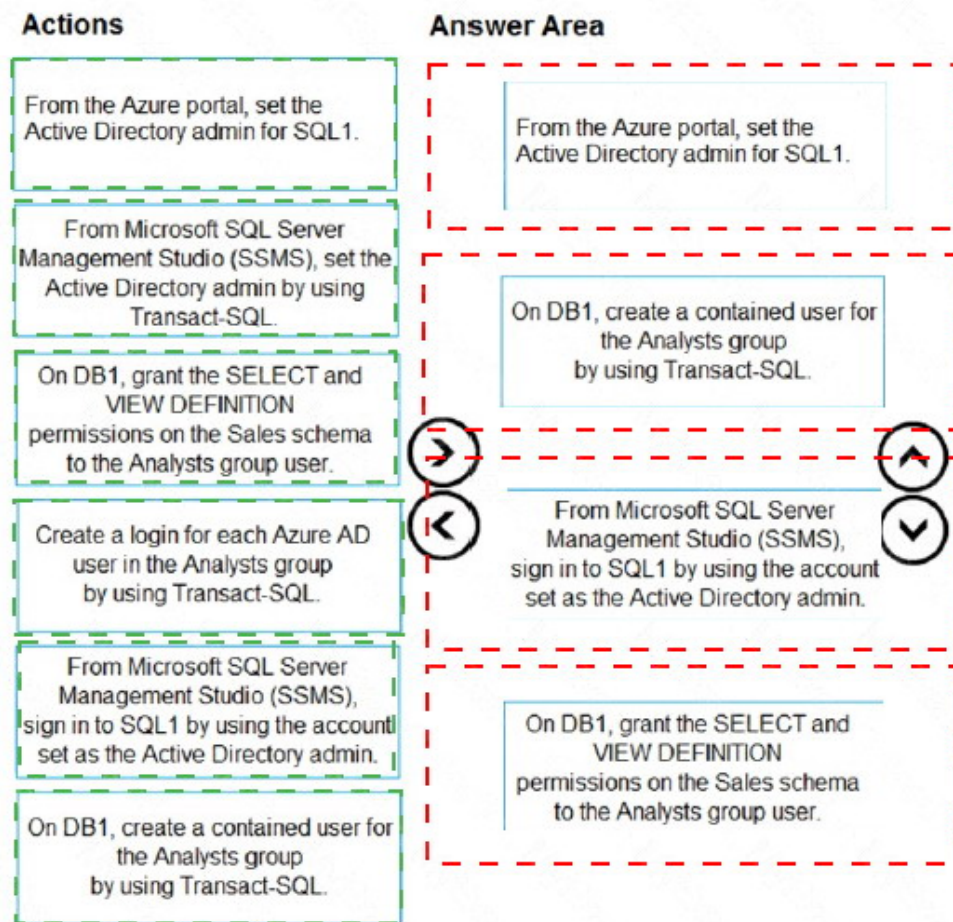 Actions
From the Azure portal, set the
Active Directory admin for SQL1.
From Microsoft SQL Server
Management Studio (SSMS), set the
Active Directory admin by using
Transact-SQL.
On DB1, grant the SELECT and
VIEW DEFINITION
permissions on the Sales schema
to the Analysts group user.
Create a login for each Azure AD
user in the Analysts group
by using Transact-SQL.
From Microsoft SQL Server
Management Studio (SSMS),
sign in to SQL1 by using the account
set as the Active Directory admin.
On DB1, create a contained user for
the Analysts group
by using Transact-SQL.
Answer Area
From the Azure portal, set the
Active Directory admin for SQL1.
On DB1, create a contained user for
the Analysts group
by using Transact-SQL.
From Microsoft SQL Server
Management Studio (SSMS),
sign in to SQL1 by using the account
set as the Active Directory admin.
On DB1, grant the SELECT and
VIEW DEFINITION
permissions on the Sales schema
to the Analysts group user.